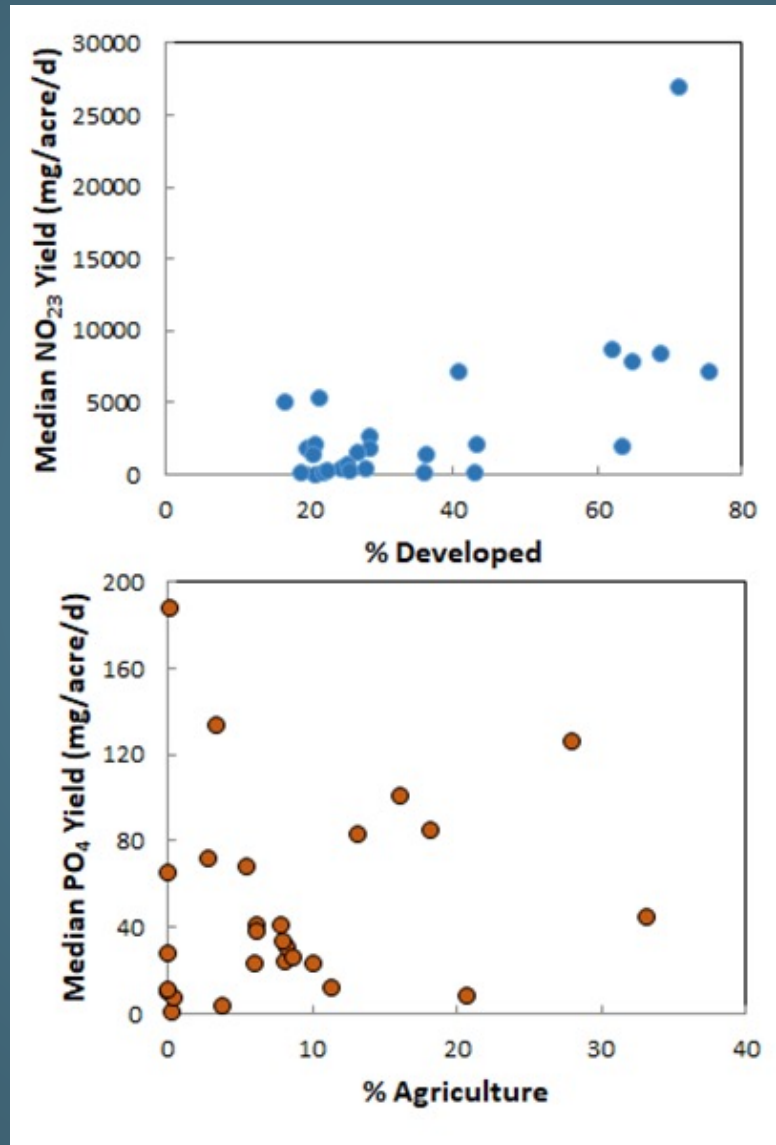 30000
25000
20000
15000
10000
5000
0
Median NO₂₃ Yield (mg/acre/d)
0 20 40 60 80
% Developed
200
160
120
80
40
0
Median PO₄ Yield (mg/acre/d)
0 10 20 30 40
% Agriculture